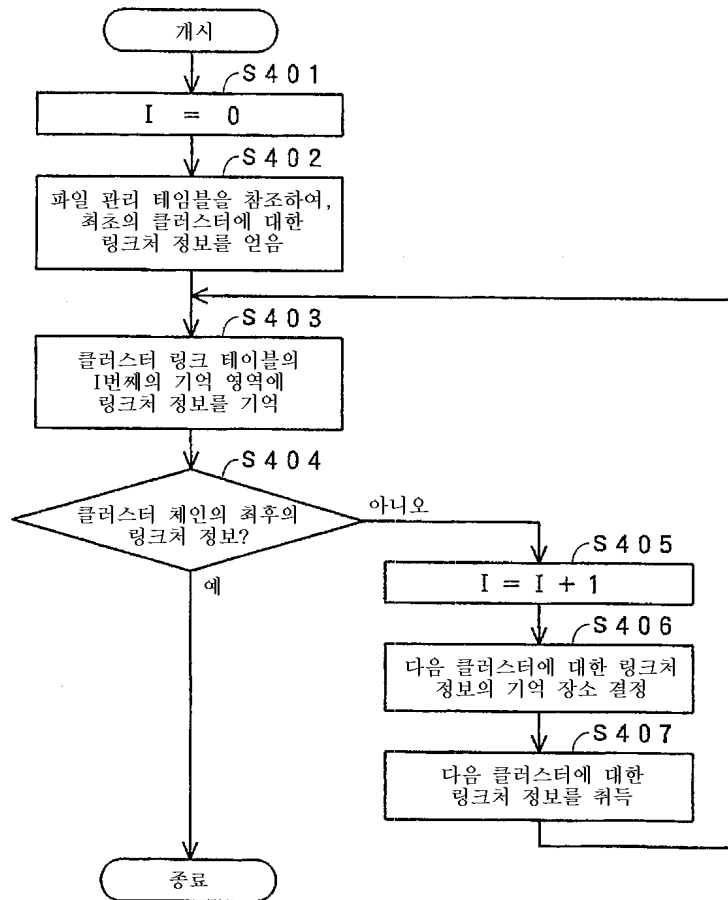 개시
S401
I = 0
S402
파일 관리 테임블을 참조하여,
최초의 클러스터에 대한
링크처 정보를 얻음
S403
클러스터 링크 테이블의
I번째의 기억 영역에
링크처 정보를 기억
S404
클러스터 체인의 최후의
링크처 정보?
아니오
예
S405
I = I + 1
S406
다음 클러스터에 대한 링크처
정보의 기억 장소 결정
S407
다음 클러스터에 대한
링크처 정보를 취득
종료